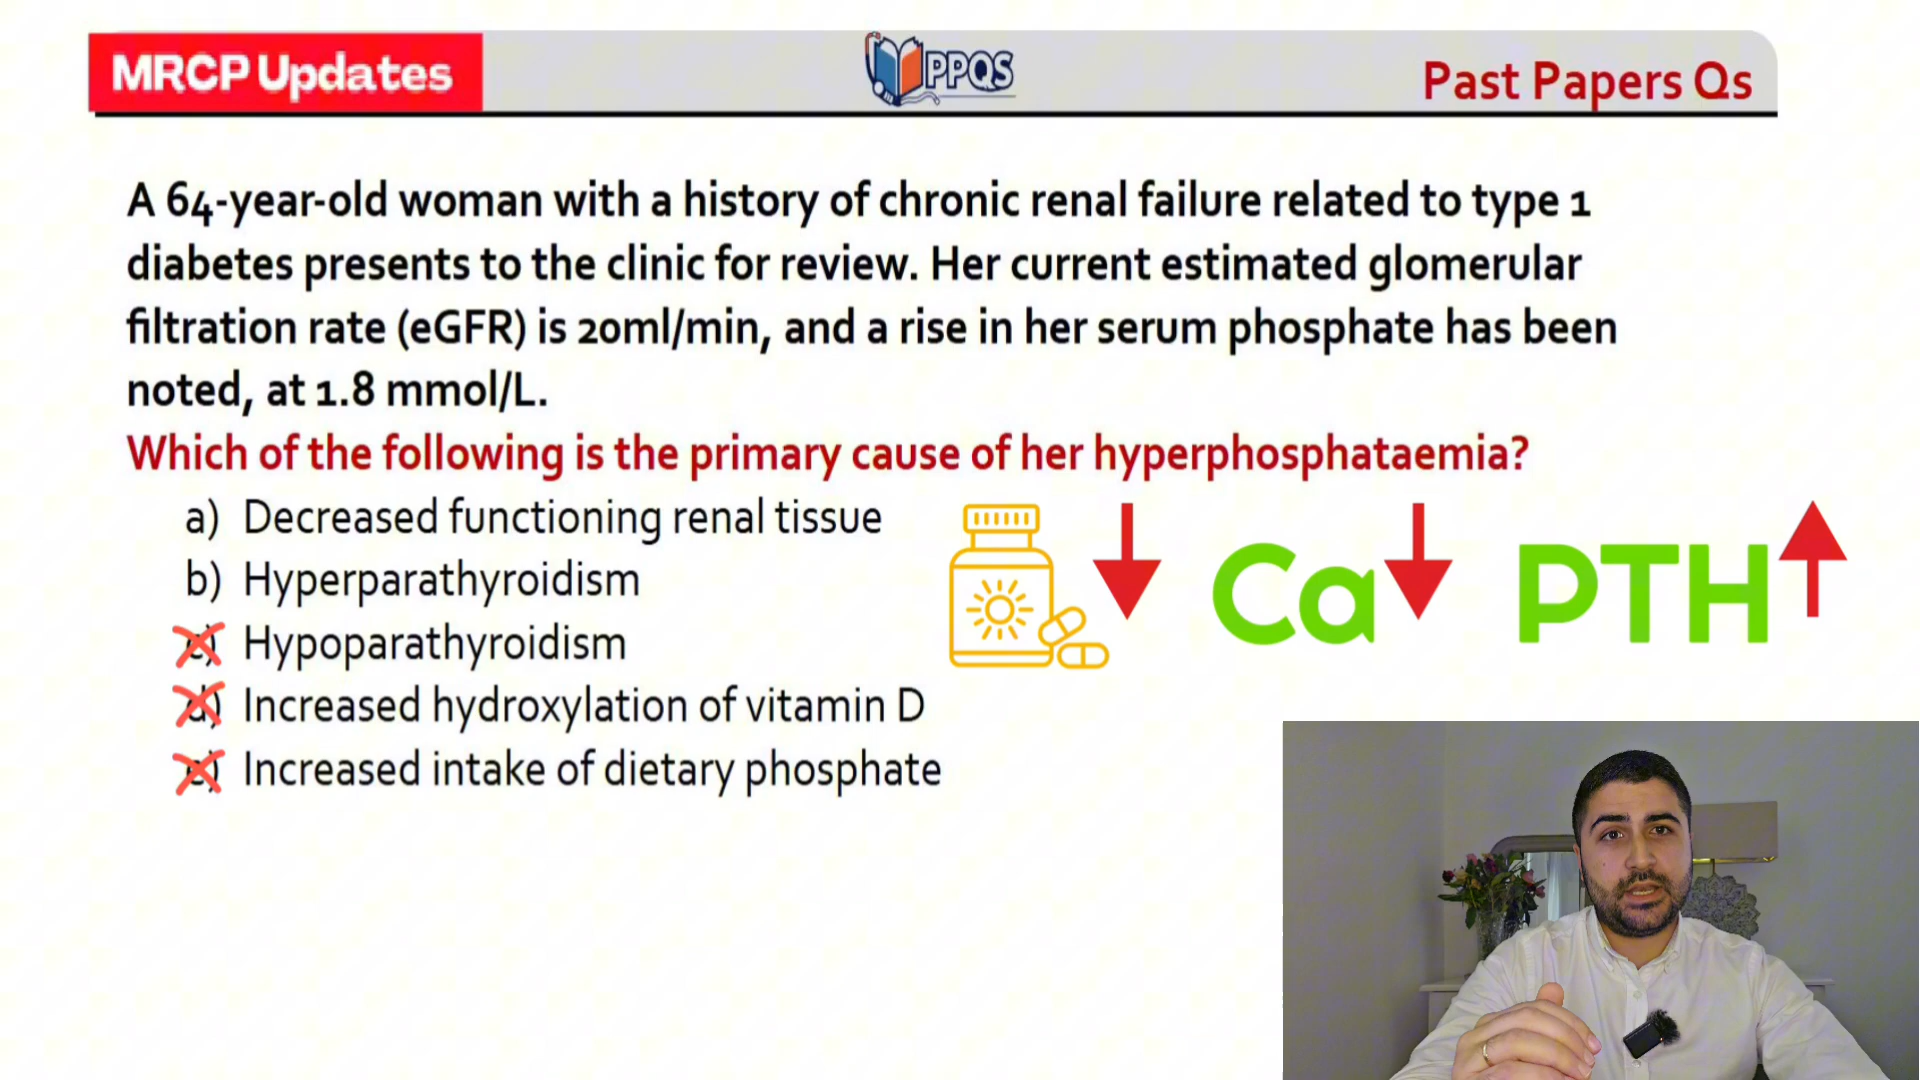 MRCP Updates
PPQS
Past Papers Qs
A 64-year-old woman with a history of chronic renal failure related to type 1
diabetes presents to the clinic for review. Her current estimated glomerular
filtration rate (eGFR) is 20ml/min, and a rise in her serum phosphate has been
noted, at 1.8 mmol/L.
Which of the following is the primary cause of her hyperphosphataemia?
a) Decreased functioning renal tissue
b) Hyperparathyroidism
c) Hypoparathyroidism
d) Increased hydroxylation of vitamin D
e) Increased intake of dietary phosphate
Ca PTH